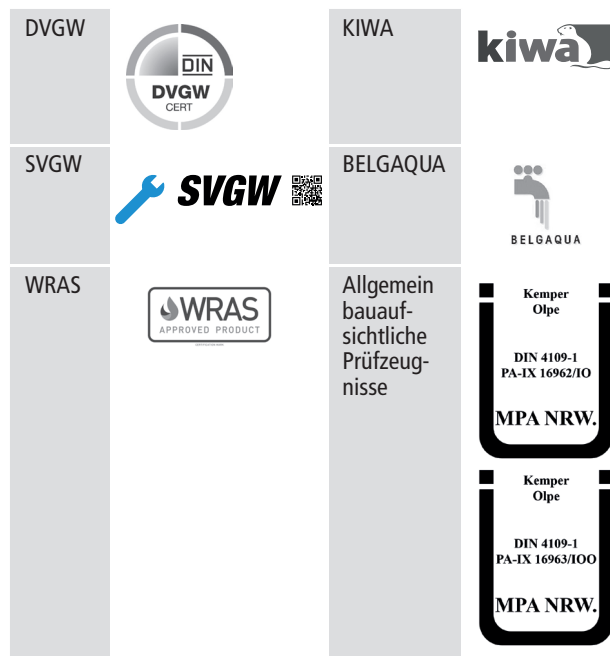 DVGW
DIN
DVGW
CERT
KIWA
kiwa
SVGW
SVGW
BELGAQUA
BELGAQUA
WRAS
WRAS
APPROVED PRODUCT
Allgemein
bauauf-
sichtliche
Prüfzeug-
nisse
Kemper
Olpe
DIN 4109-1
PA-IX 16962/IO
MPA NRW.
Kemper
Olpe
DIN 4109-1
PA-IX 16963/IOO
MPA NRW.